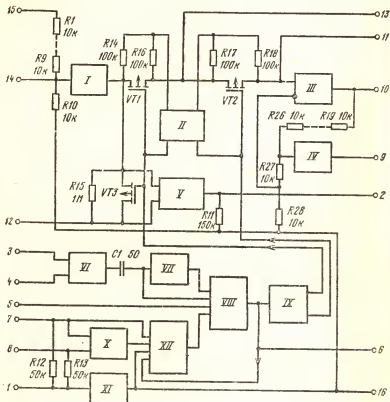 15
R1
10к
R9
10к
14
I
R10
10к
R14
100к
R16
100к
VT1
R17
100к
R18
100к
VT2
13
11
III
10
R26 10к
R19 10к
II
R27
10к
IV
9
R15
1М
VT3
V
2
R11
150к
R28
10к
12
3
4
VI
C1 50
VII
5
VIII
IX
7
X
XII
8
6
R12
50к
R13
50к
1
XI
16